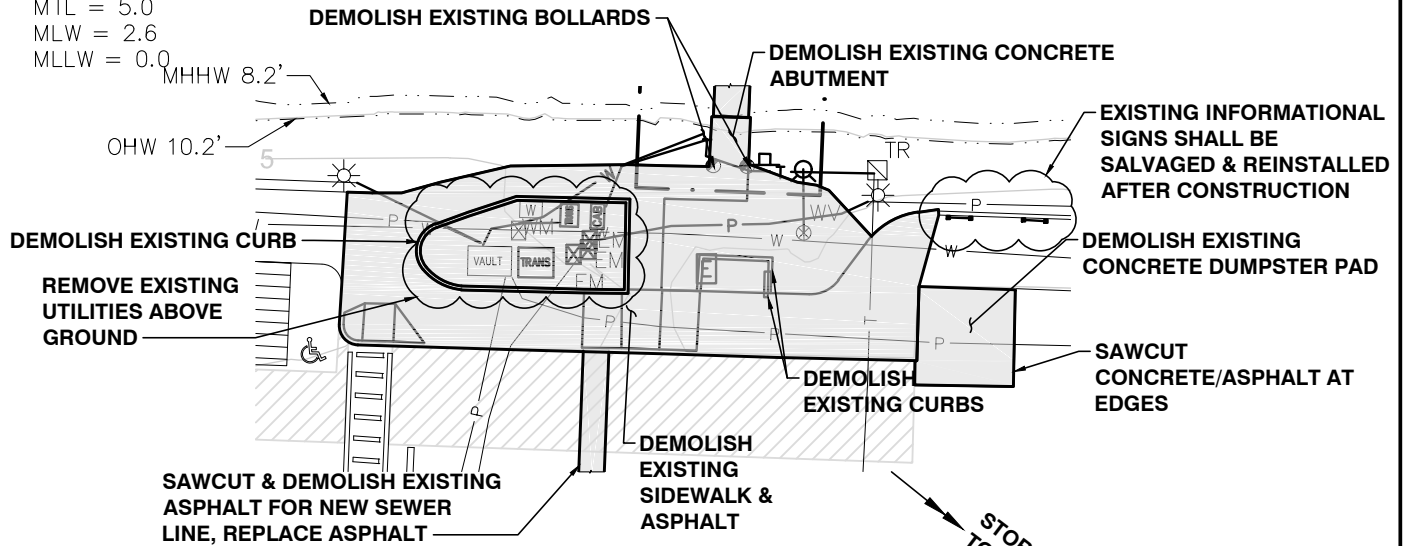 MTL = 5.0
MLW = 2.6
MLLW = 0.0
MHHW 8.2'
OHW 10.2'
DEMOLISH EXISTING BOLLARDS
DEMOLISH EXISTING CONCRETE
ABUTMENT
EXISTING INFORMATIONAL
SIGNS SHALL BE
SALVAGED & REINSTALLED
AFTER CONSTRUCTION
TR
5
P
P
W
WM
CAB
WV
P
W
W
EM
EM
EM
VAULT
TRANS
E
T
P
P
P
P
DEMOLISH EXISTING CURB
REMOVE EXISTING
UTILITIES ABOVE
GROUND
DEMOLISH EXISTING
CONCRETE DUMPSTER PAD
SAWCUT
CONCRETE/ASPHALT AT
EDGES
DEMOLISH
EXISTING CURBS
DEMOLISH
EXISTING
SIDEWALK &
ASPHALT
SAWCUT & DEMOLISH EXISTING
ASPHALT FOR NEW SEWER
LINE, REPLACE ASPHALT